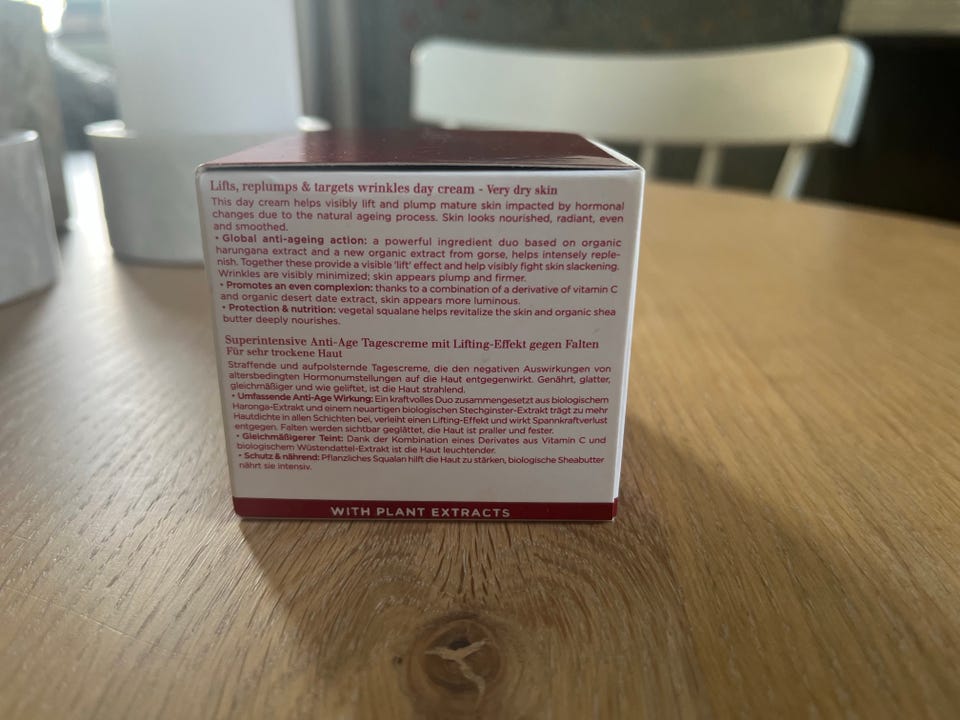 Lifts, replumps & targets wrinkles day cream - Very dry skin
This day cream helps visibly lift and plump mature skin impacted by hormonal
changes due to the natural ageing process. Skin looks nourished, radiant, even
and smoothed.
• Global anti-ageing action: a powerful ingredient duo based on organic
harungana extract and a new organic extract from gorse, helps intensely reple-
nish. Together these provide a visible 'lift' effect and help visibly fight skin slackening.
Wrinkles are visibly minimized; skin appears plump and firmer.
• Promotes an even complexion: thanks to a combination of a derivative of vitamin C
and organic desert date extract, skin appears more luminous.
• Protection & nutrition: vegetal squalane helps revitalize the skin and organic shea
butter deeply nourishes.
Superintensive Anti-Age Tagescreme mit Lifting-Effekt gegen Falten
Für sehr trockene Haut
Straffende und aufpolsternde Tagescreme, die den negativen Auswirkungen von
altersbedingten Hormonumstellungen auf die Haut entgegenwirkt. Genährt, glatter,
gleichmäßiger und wie geliftet, ist die Haut strahlend.
• Umfassende Anti-Age Wirkung: Ein kraftvolles Duo zusammengesetzt aus biologischem
Haronga-Extrakt und einem neuartigen biologischen Stechginster-Extrakt trägt zu mehr
Hautdichte in allen Schichten bei, verleiht einen Lifting-Effekt und wirkt Spannkraftverlust
entgegen. Falten werden sichtbar geglättet, die Haut ist praller und fester.
• Gleichmäßigerer Teint: Dank der Kombination eines Derivates aus Vitamin C und
biologischem Wüstendattel-Extrakt ist die Haut leuchtender.
• Schutz & nährend: Pflanzliches Squalan hilft die Haut zu stärken, biologische Sheabutter
nährt sie intensiv.
WITH PLANT EXTRACTS